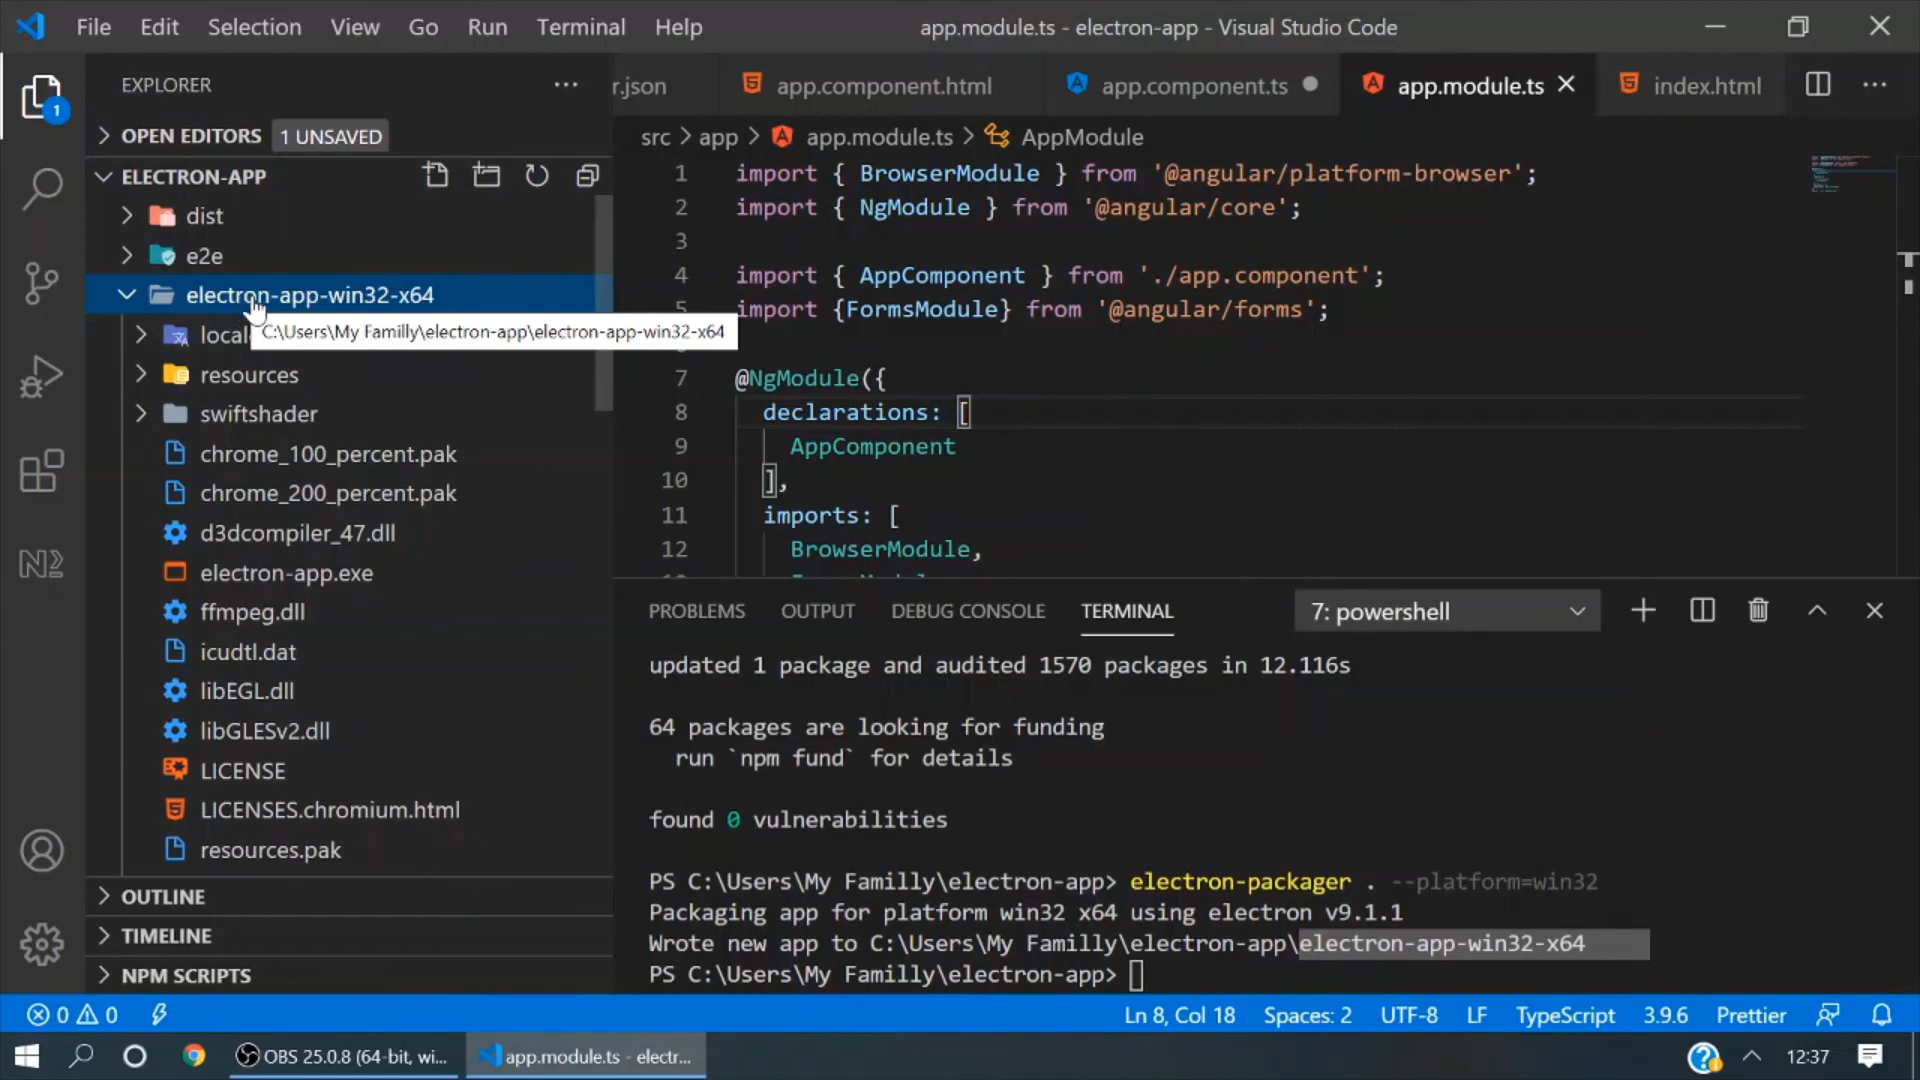 File Edit Selection View Go Run Terminal Help
app.module.ts - electron-app - Visual Studio Code
EXPLORER
1
OPEN EDITORS 1 UNSAVED
ELECTRON-APP
dist
e2e
electron-app-win32-x64
C:\Users\My Familly\electron-app\electron-app-win32-x64
resources
swiftshader
chrome_100_percent.pak
chrome_200_percent.pak
d3dcompiler_47.dll
electron-app.exe
ffmpeg.dll
icudtl.dat
libEGL.dll
libGLESv2.dll
LICENSE
LICENSES.chromium.html
resources.pak
OUTLINE
TIMELINE
NPM SCRIPTS
r.json app.component.html app.component.ts app.module.ts index.html
src > app > app.module.ts > AppModule
1 import { BrowserModule } from '@angular/platform-browser';
2 import { NgModule } from '@angular/core';
3
4 import { AppComponent } from './app.component';
5 import {FormsModule} from '@angular/forms';
7 @NgModule({
8 declarations: [
9 AppComponent
10 ],
11 imports: [
12 BrowserModule,
PROBLEMS OUTPUT DEBUG CONSOLE TERMINAL 7: powershell
updated 1 package and audited 1570 packages in 12.116s
64 packages are looking for funding
run `npm fund` for details
found 0 vulnerabilities
PS C:\Users\My Familly\electron-app> electron-packager . --platform=win32
Packaging app for platform win32 x64 using electron v9.1.1
Wrote new app to C:\Users\My Familly\electron-app\electron-app-win32-x64
PS C:\Users\My Familly\electron-app>
0 0 Ln 8, Col 18 Spaces: 2 UTF-8 LF TypeScript 3.9.6 Prettier
OBS 25.0.8 (64-bit, wi... app.module.ts - electr... 12:37